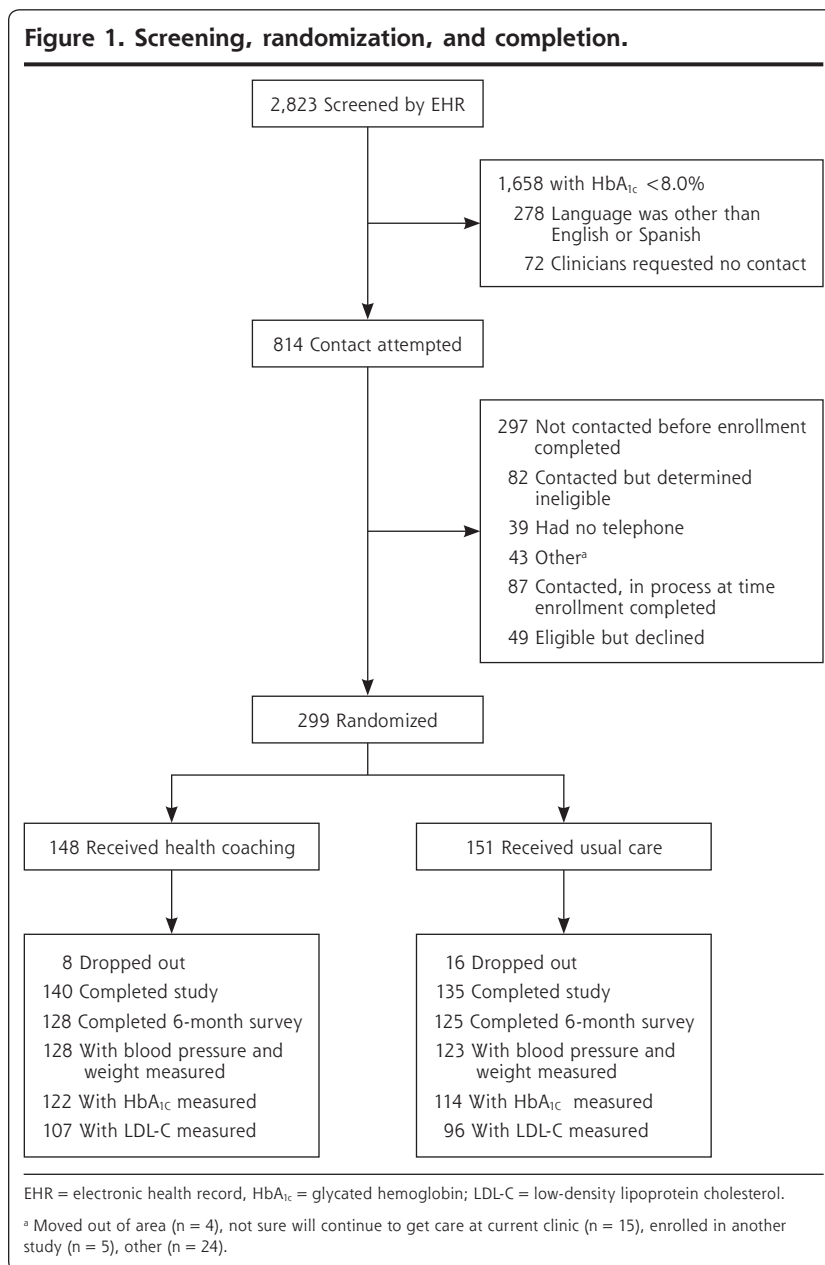 Figure 1. Screening, randomization, and completion.
2,823 Screened by EHR
1,658 with HbA1c <8.0%
278 Language was other than
English or Spanish
72 Clinicians requested no contact
814 Contact attempted
297 Not contacted before enrollment
completed
82 Contacted but determined
ineligible
39 Had no telephone
43 Otherᵃ
87 Contacted, in process at time
enrollment completed
49 Eligible but declined
299 Randomized
148 Received health coaching
151 Received usual care
8 Dropped out
140 Completed study
128 Completed 6-month survey
128 With blood pressure and
weight measured
122 With HbA1C measured
107 With LDL-C measured
16 Dropped out
135 Completed study
125 Completed 6-month survey
123 With blood pressure and
weight measured
114 With HbA1C measured
96 With LDL-C measured
EHR = electronic health record, HbA1c = glycated hemoglobin; LDL-C = low-density lipoprotein cholesterol.
ᵃ Moved out of area (n = 4), not sure will continue to get care at current clinic (n = 15), enrolled in another
study (n = 5), other (n = 24).